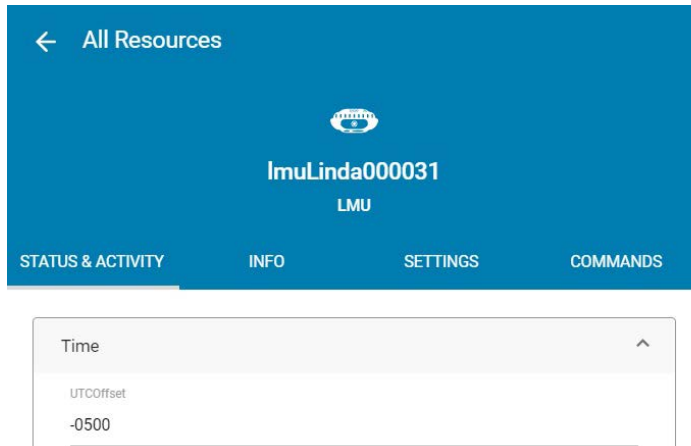 All Resources
lmuLinda000031
LMU
STATUS & ACTIVITY INFO SETTINGS COMMANDS
Time
UTCOffset
-0500